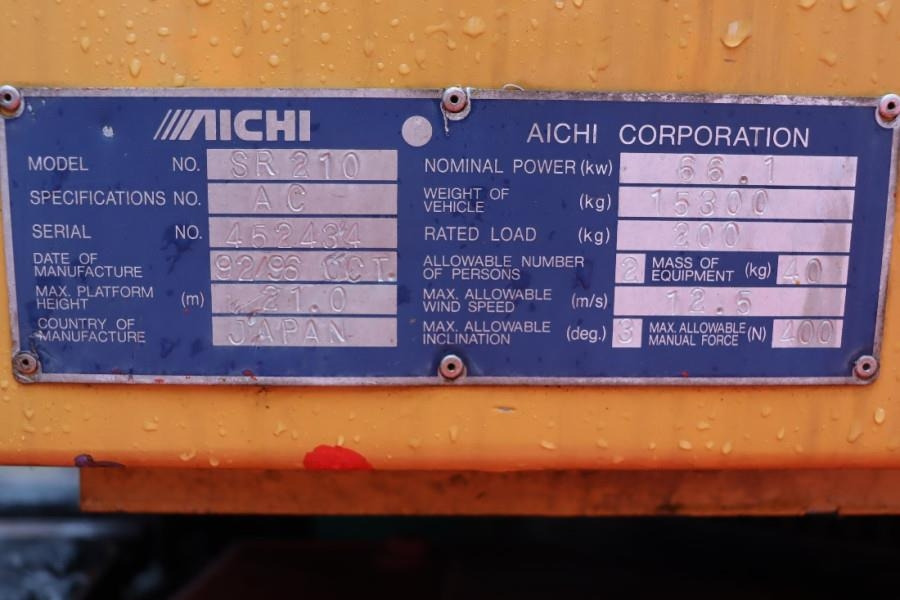 AICHI
AICHI CORPORATION
MODEL NO. SR210
SPECIFICATIONS NO. AC
SERIAL NO. 452434
DATE OF MANUFACTURE 92/96 OCT.
MAX. PLATFORM HEIGHT (m) 21.0
COUNTRY OF MANUFACTURE JAPAN
NOMINAL POWER (kw) 66.1
WEIGHT OF VEHICLE (kg) 15300
RATED LOAD (kg) 200
ALLOWABLE NUMBER OF PERSONS 2 MASS OF EQUIPMENT (kg) 40
MAX. ALLOWABLE WIND SPEED (m/s) 12.5
MAX. ALLOWABLE INCLINATION (deg.) 3 MAX. ALLOWABLE MANUAL FORCE (N) 400